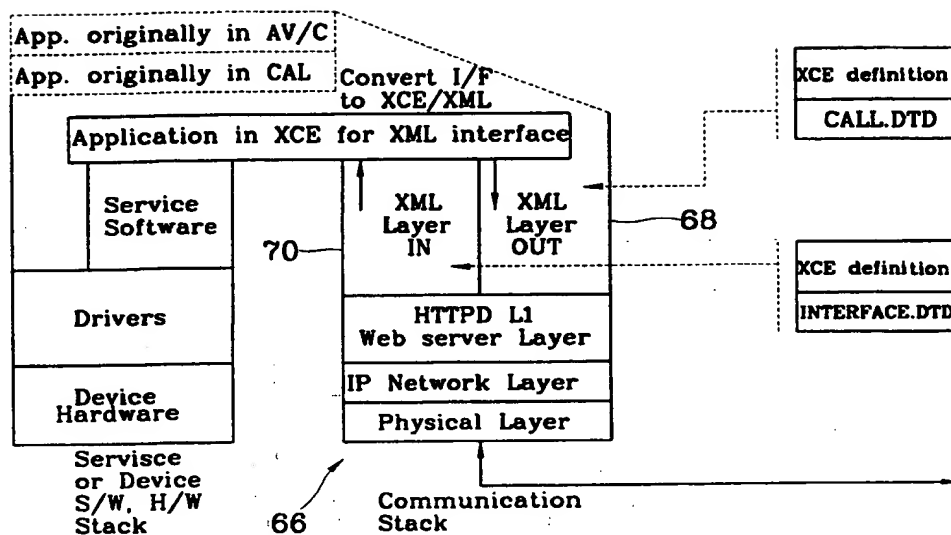 App. originally in AV/C
App. originally in CAL
Convert I/F
to XCE/XML
Application in XCE for XML interface
Service
Software
Drivers
Device
Hardware
Servisce
or Device
S/W, H/W
Stack
70
XML
Layer
IN
XML
Layer
OUT
68
HTTPD L1
Web server Layer
IP Network Layer
Physical Layer
66
Communication
Stack
XCE definition
CALL.DTD
XCE definition
INTERFACE.DTD